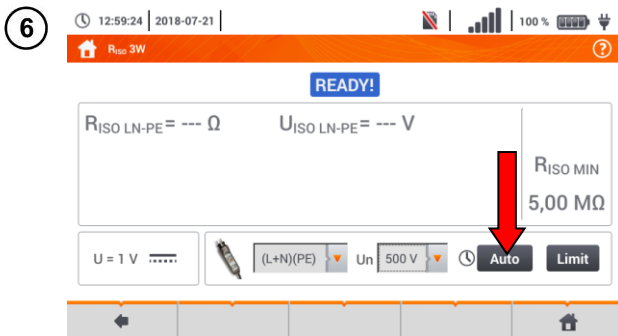 6
12:59:24 2018-07-21 100 %
RISO 3W ?
READY!
RISO LN-PE= --- Ω UISO LN-PE= --- V
RISO MIN
5,00 MΩ
U = 1 V (L+N)(PE) Un 500 V Auto Limit